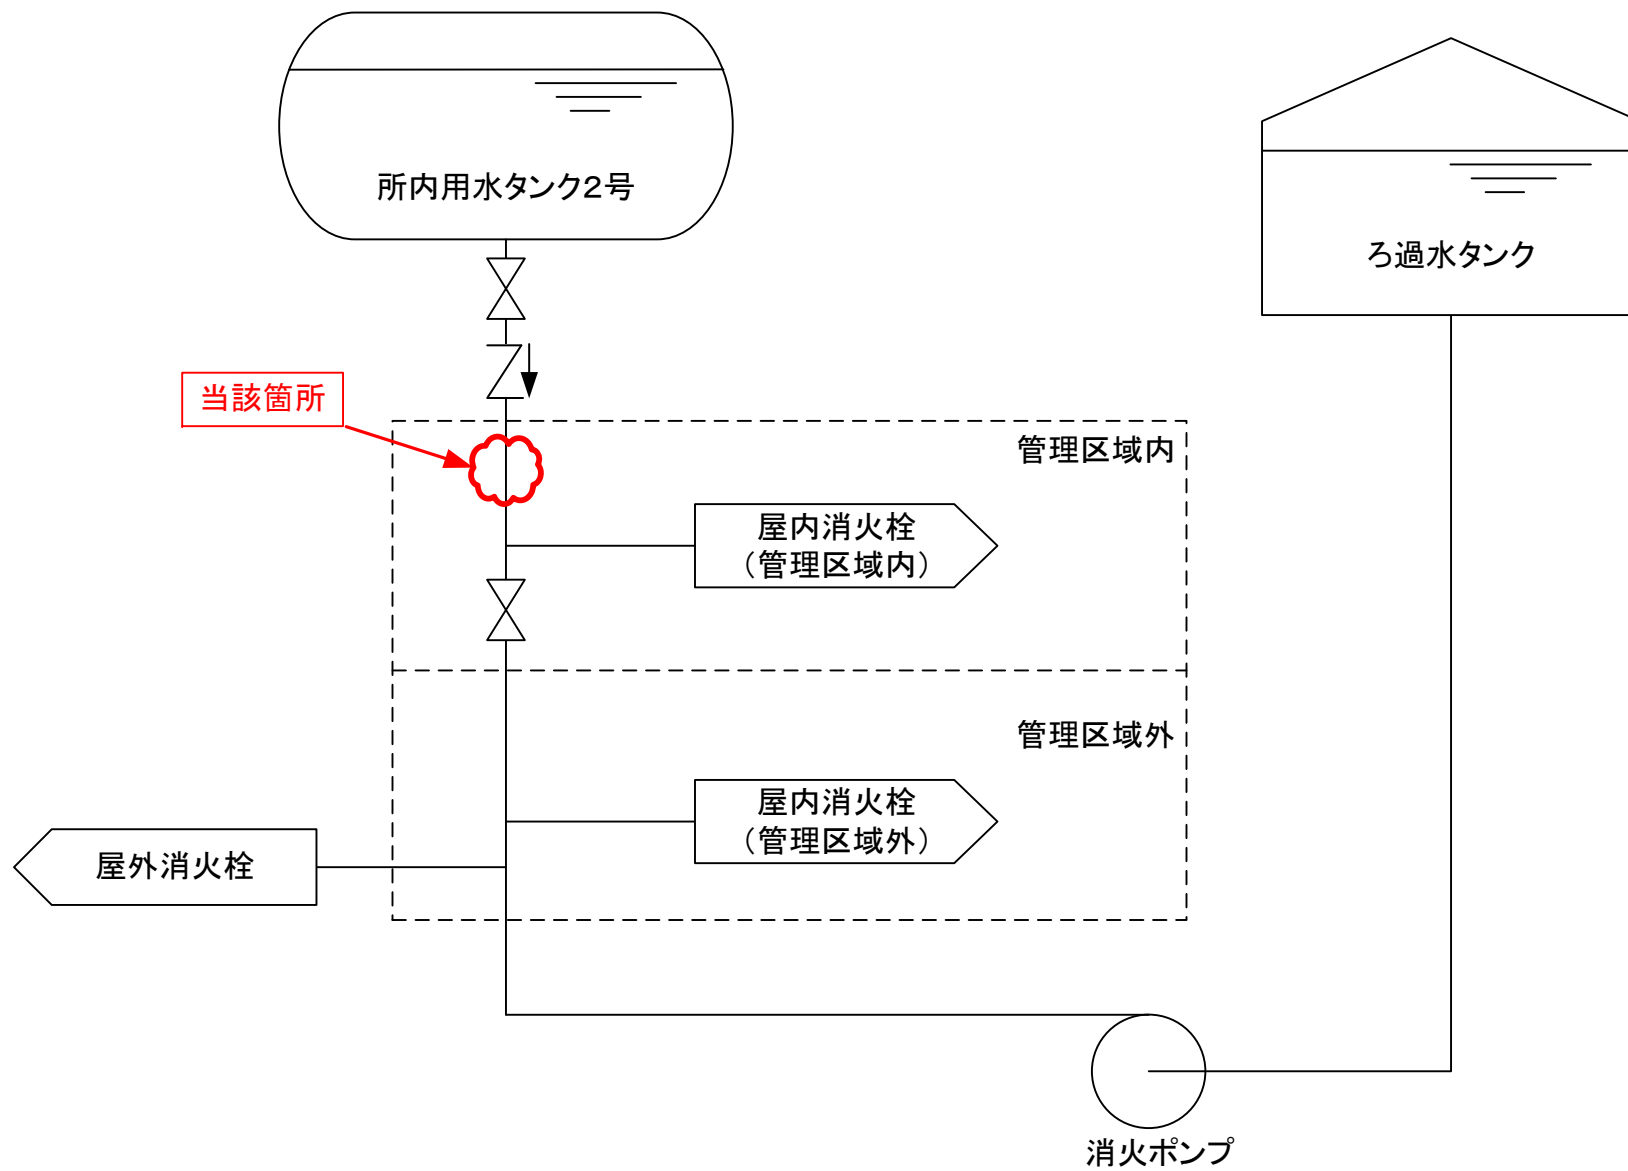 所内用水タンク2号
ろ過水タンク
当該箇所
管理区域内
屋内消火栓
（管理区域内）
管理区域外
屋内消火栓
（管理区域外）
屋外消火栓
消火ポンプ